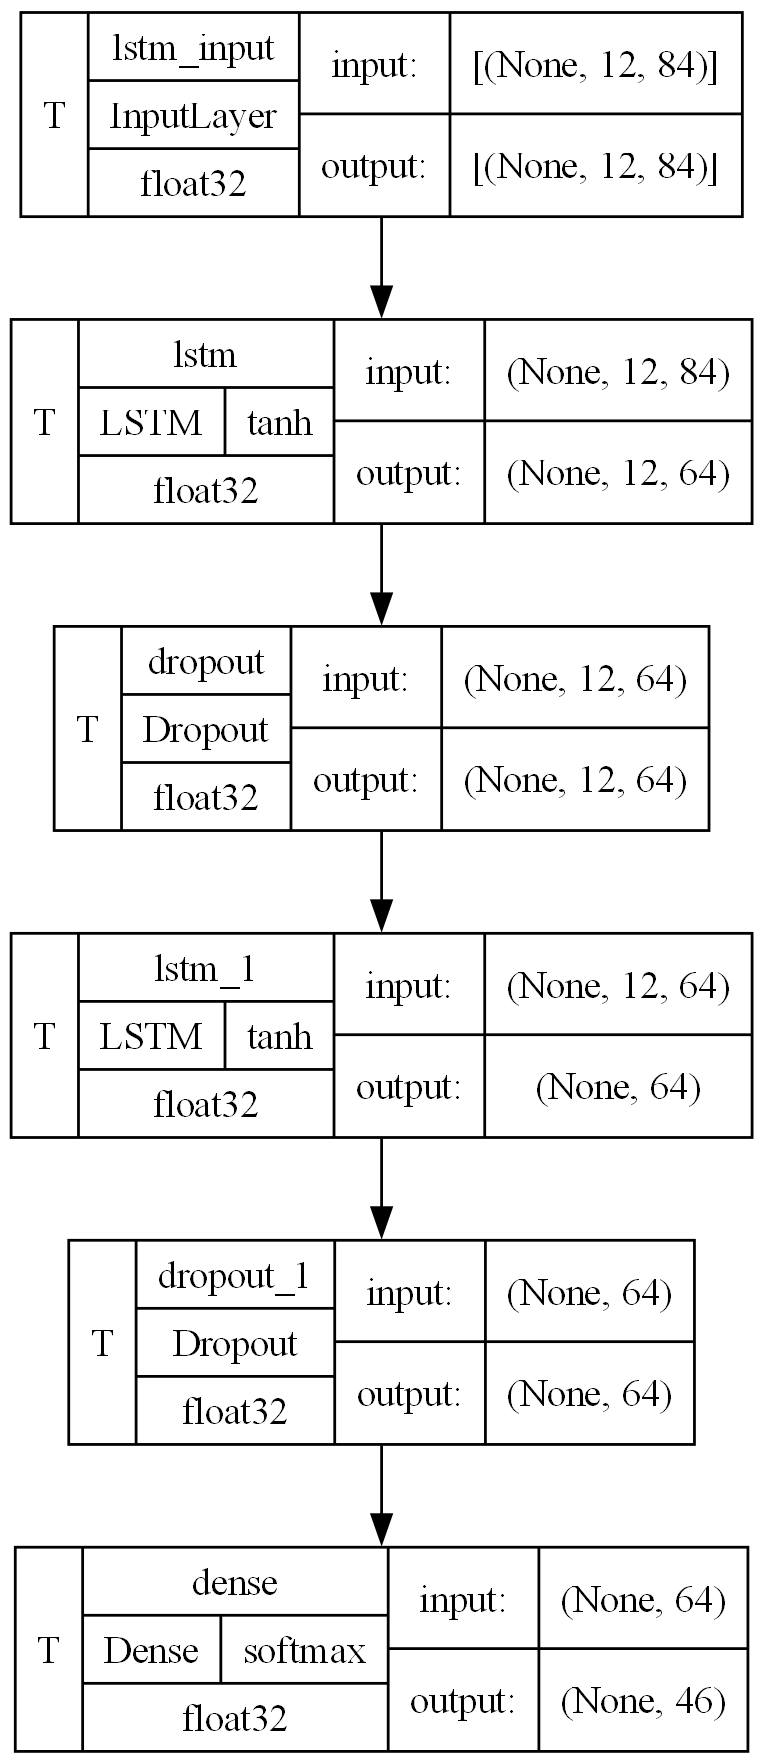 T
lstm_input
InputLayer
float32
input:
[(None, 12, 84)]
output:
[(None, 12, 84)]
T
lstm
LSTM
tanh
float32
input:
(None, 12, 84)
output:
(None, 12, 64)
T
dropout
Dropout
float32
input:
(None, 12, 64)
output:
(None, 12, 64)
T
lstm_1
LSTM
tanh
float32
input:
(None, 12, 64)
output:
(None, 64)
T
dropout_1
Dropout
float32
input:
(None, 64)
output:
(None, 64)
T
dense
Dense
softmax
float32
input:
(None, 64)
output:
(None, 46)